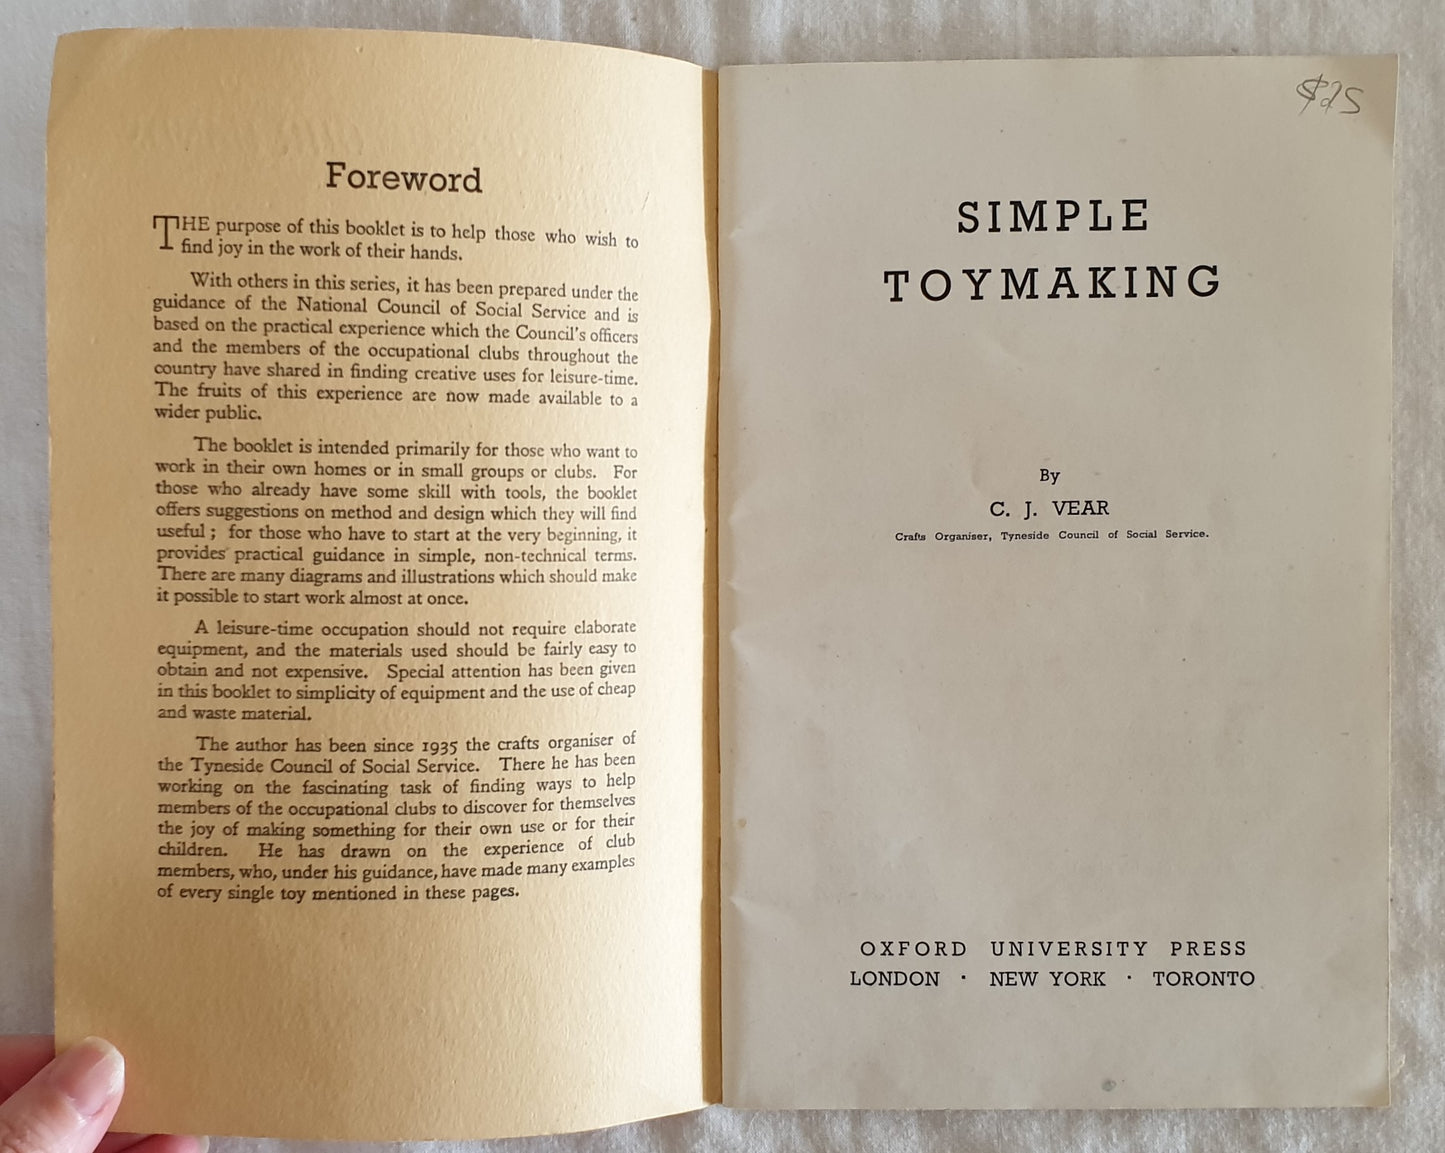 Foreword
THE purpose of this booklet is to help those who wish to
find joy in the work of their hands.
With others in this series, it has been prepared under the
guidance of the National Council of Social Service and is
based on the practical experience which the Council's officers
and the members of the occupational clubs throughout the
country have shared in finding creative uses for leisure-time.
The fruits of this experience are now made available to a
wider public.
The booklet is intended primarily for those who want to
work in their own homes or in small groups or clubs. For
those who already have some skill with tools, the booklet
offers suggestions on method and design which they will find
useful ; for those who have to start at the very beginning, it
provides practical guidance in simple, non-technical terms.
There are many diagrams and illustrations which should make
it possible to start work almost at once.
A leisure-time occupation should not require elaborate
equipment, and the materials used should be fairly easy to
obtain and not expensive. Special attention has been given
in this booklet to simplicity of equipment and the use of cheap
and waste material.
The author has been since 1935 the crafts organiser of
the Tyneside Council of Social Service. There he has been
working on the fascinating task of finding ways to help
members of the occupational clubs to discover for themselves
the joy of making something for their own use or for their
children. He has drawn on the experience of club
members, who, under his guidance, have made many examples
of every single toy mentioned in these pages.
$25
SIMPLE
TOYMAKING
By
C. J. VEAR
Crafts Organiser, Tyneside Council of Social Service.
OXFORD UNIVERSITY PRESS
LONDON · NEW YORK · TORONTO